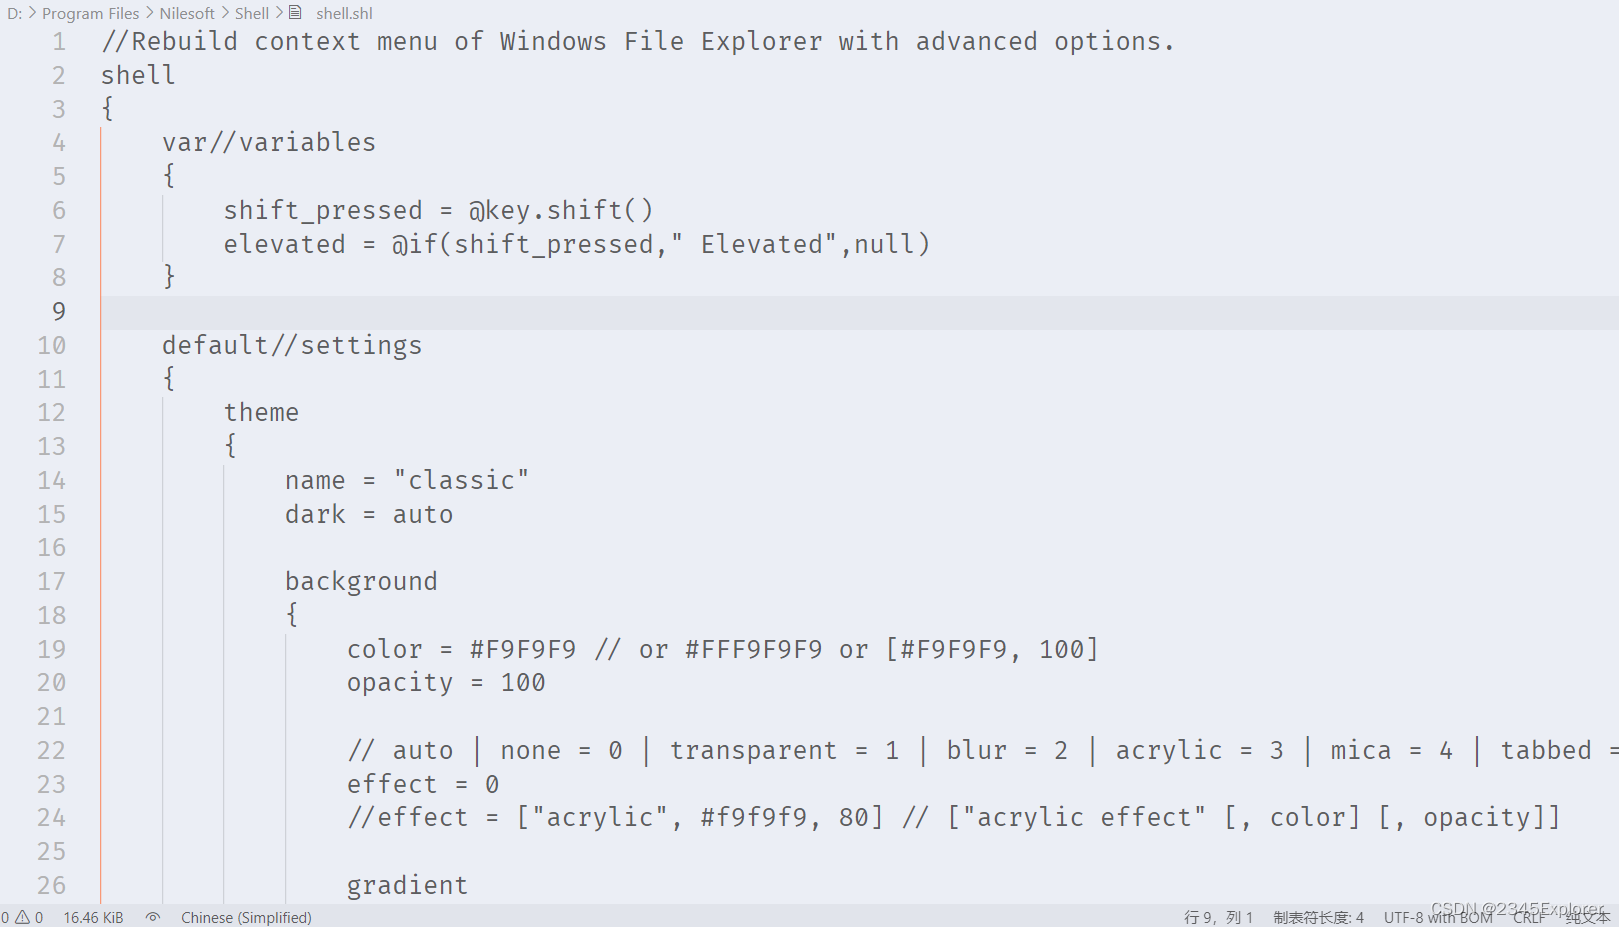 D: > Program Files > Nilesoft > Shell > shell.shl
1 //Rebuild context menu of Windows File Explorer with advanced options.
2 shell
3 {
4 var//variables
5 {
6 shift_pressed = @key.shift()
7 elevated = @if(shift_pressed," Elevated",null)
8 }
9
10 default//settings
11 {
12 theme
13 {
14 name = "classic"
15 dark = auto
16
17 background
18 {
19 color = #F9F9F9 // or #FFF9F9F9 or [#F9F9F9, 100]
20 opacity = 100
21
22 // auto | none = 0 | transparent = 1 | blur = 2 | acrylic = 3 | mica = 4 | tabbed =
23 effect = 0
24 //effect = ["acrylic", #f9f9f9, 80] // ["acrylic effect" [, color] [, opacity]]
25
26 gradient
0 0 16.46 KiB Chinese (Simplified) 行 9，列 1 制表符长度: 4 UTF-8 with BOM CRLF 纯文本
CSDN @2345Explorer